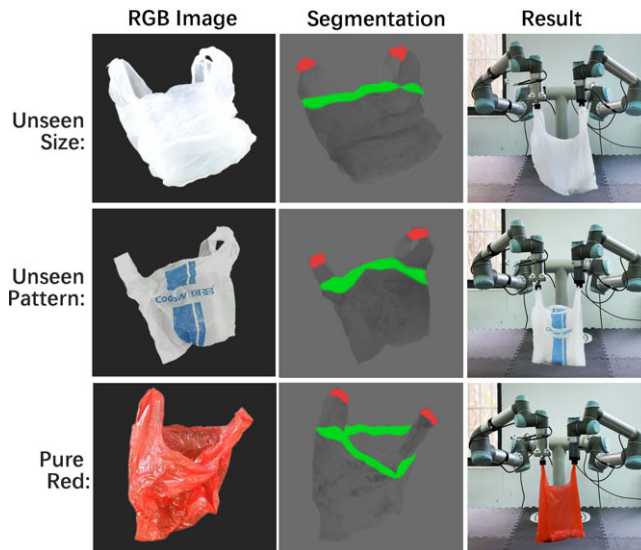 RGB Image Segmentation Result
Unseen
Size:
Unseen
Pattern:
Pure
Red: